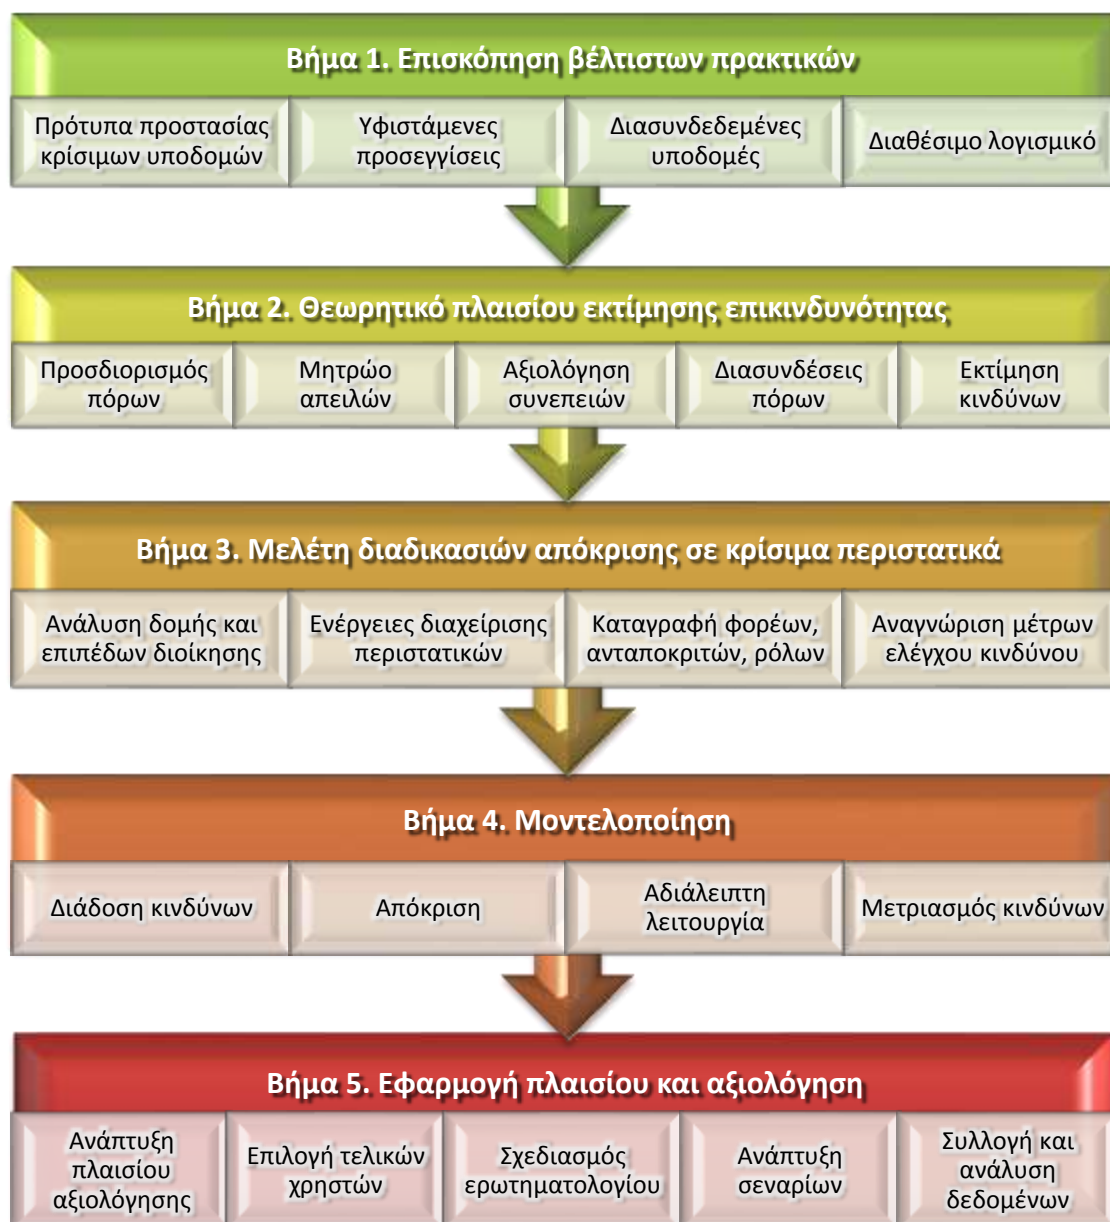 Βήμα 1. Επισκόπηση βέλτιστων πρακτικών
Πρότυπα προστασίας
κρίσιμων υποδομών
Υφιστάμενες
προσεγγίσεις
Διασυνδεδεμένες
υποδομές
Διαθέσιμο λογισμικό
Βήμα 2. Θεωρητικό πλαισίου εκτίμησης επικινδυνότητας
Προσδιορισμός
πόρων
Μητρώο
απειλών
Αξιολόγηση
συνεπειών
Διασυνδέσεις
πόρων
Εκτίμηση
κινδύνων
Βήμα 3. Μελέτη διαδικασιών απόκρισης σε κρίσιμα περιστατικά
Ανάλυση δομής και
επιπέδων διοίκησης
Ενέργειες διαχείρισης
περιστατικών
Καταγραφή φορέων,
ανταποκριτών, ρόλων
Αναγνώριση μέτρων
ελέγχου κινδύνου
Βήμα 4. Μοντελοποίηση
Διάδοση κινδύνων
Απόκριση
Αδιάλειπτη
λειτουργία
Μετριασμός κινδύνων
Βήμα 5. Εφαρμογή πλαισίου και αξιολόγηση
Ανάπτυξη
πλαισίου
αξιολόγησης
Επιλογή τελικών
χρηστών
Σχεδιασμός
ερωτηματολογίου
Ανάπτυξη
σεναρίων
Συλλογή και
ανάλυση
δεδομένων